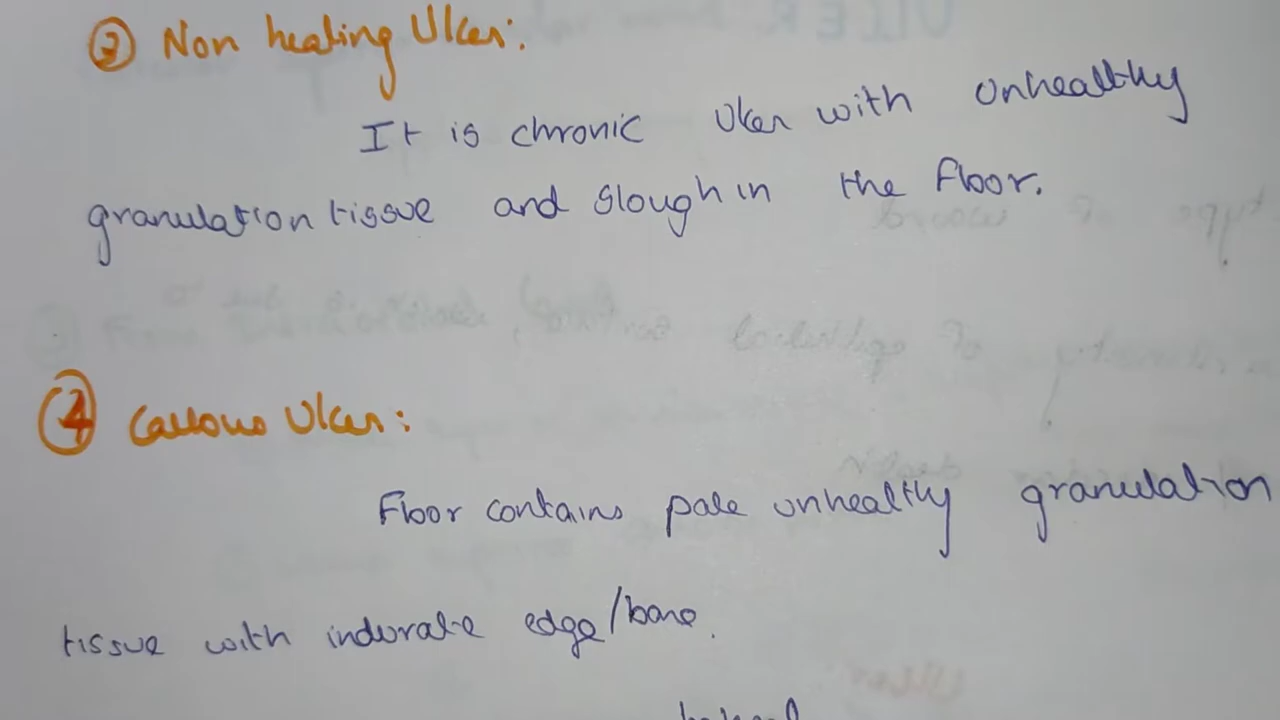 ③ Non healing Ulcer:
It is chronic Ulcer with Unhealthy
granulation tissue and slough in the floor.
④ Callous Ulcer:
Floor contains pale unhealthy granulation
tissue with indurate edge/base.